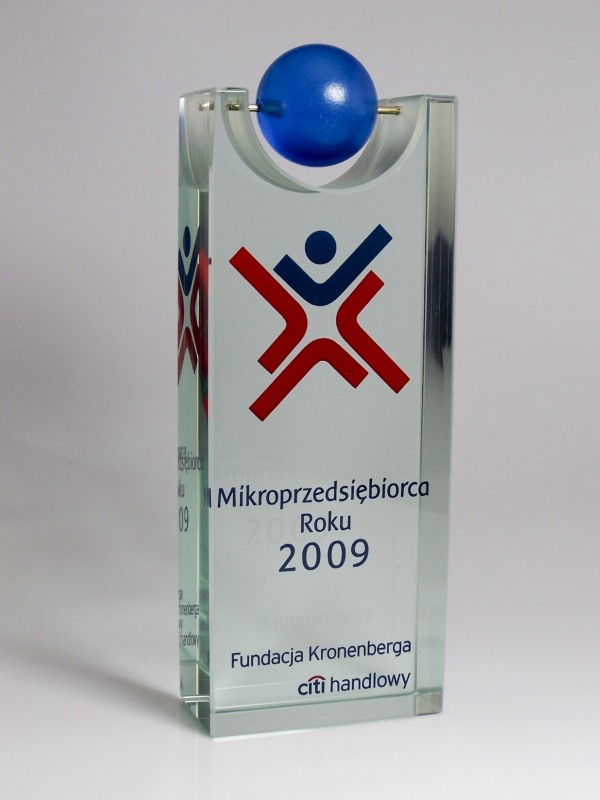 Mikroprzedsiębiorca
Roku
2009
Fundacja Kronenberga
citi handlowy